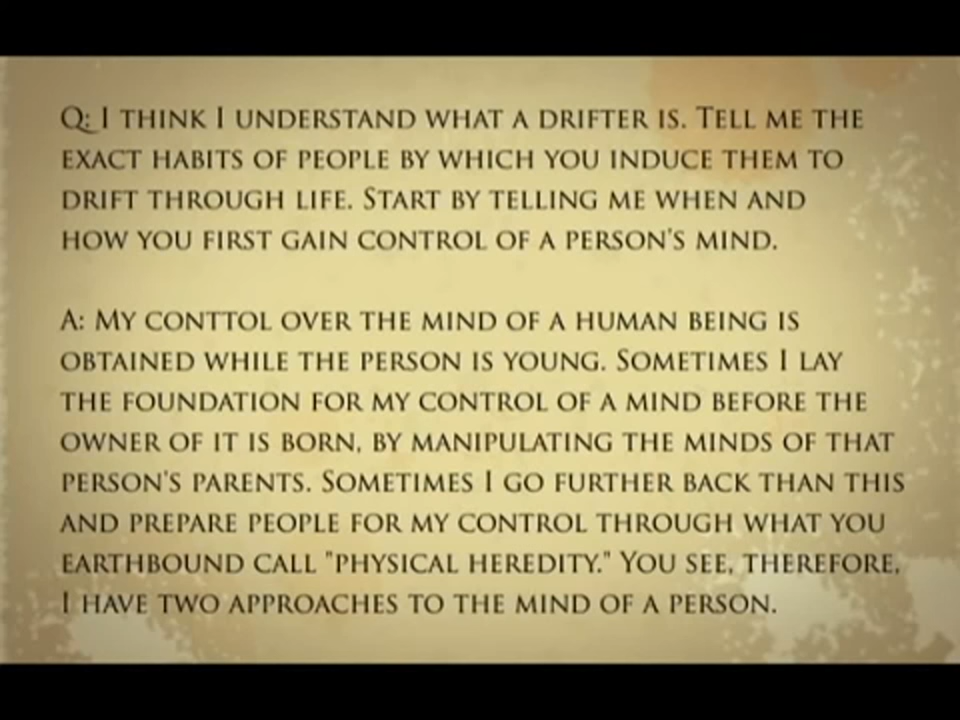 Q: I THINK I UNDERSTAND WHAT A DRIFTER IS. TELL ME THE
EXACT HABITS OF PEOPLE BY WHICH YOU INDUCE THEM TO
DRIFT THROUGH LIFE. START BY TELLING ME WHEN AND
HOW YOU FIRST GAIN CONTROL OF A PERSON'S MIND.
A: MY CONTTOL OVER THE MIND OF A HUMAN BEING IS
OBTAINED WHILE THE PERSON IS YOUNG. SOMETIMES I LAY
THE FOUNDATION FOR MY CONTROL OF A MIND BEFORE THE
OWNER OF IT IS BORN, BY MANIPULATING THE MINDS OF THAT
PERSON'S PARENTS. SOMETIMES I GO FURTHER BACK THAN THIS
AND PREPARE PEOPLE FOR MY CONTROL THROUGH WHAT YOU
EARTHBOUND CALL "PHYSICAL HEREDITY." YOU SEE, THEREFORE,
I HAVE TWO APPROACHES TO THE MIND OF A PERSON.